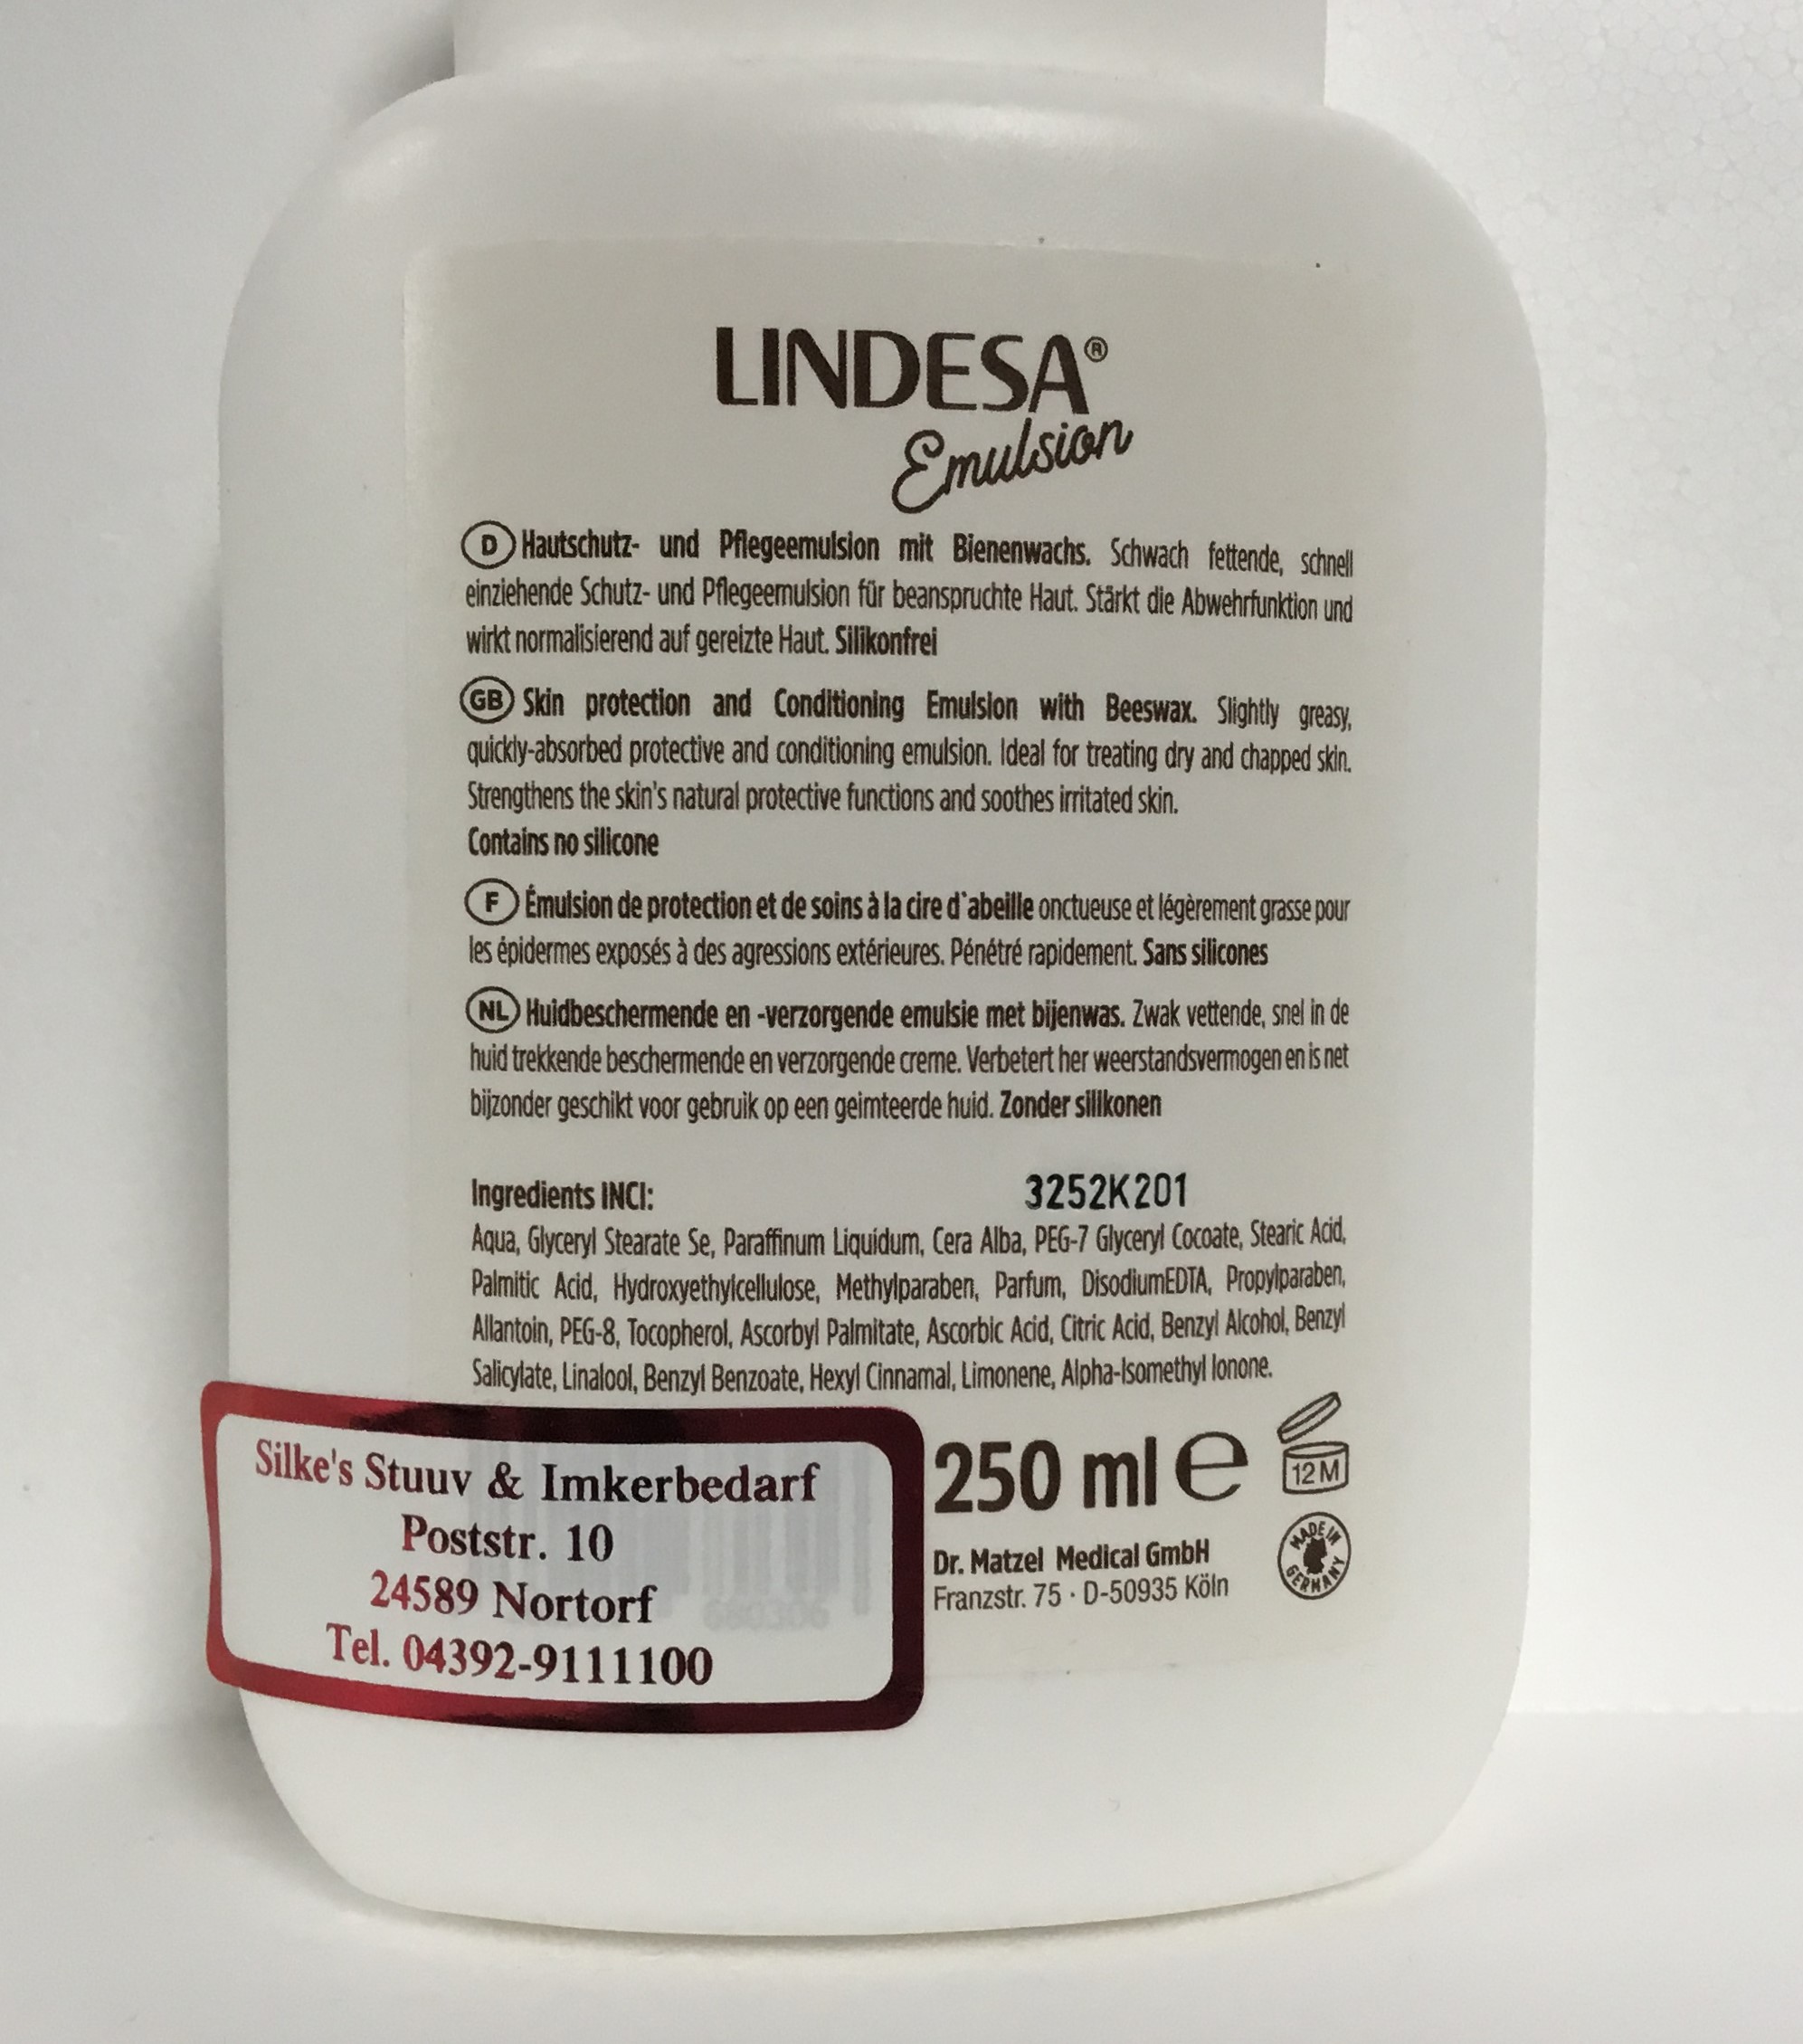 LINDESA®
Emulsion
D Hautschutz- und Pflegeemulsion mit Bienenwachs. Schwach fettende, schnell
einziehende Schutz- und Pflegeemulsion für beanspruchte Haut. Stärkt die Abwehrfunktion und
wirkt normalisierend auf gereizte Haut. Silikonfrei
GB Skin protection and Conditioning Emulsion with Beeswax. Slightly greasy,
quickly-absorbed protective and conditioning emulsion. Ideal for treating dry and chapped skin.
Strengthens the skin's natural protective functions and soothes irritated skin.
Contains no silicone
F Émulsion de protection et de soins à la cire d`abeille onctueuse et légèrement grasse pour
les épidermes exposés à des agressions extérieures. Pénétré rapidement. Sans silicones
NL Huidbeschermende en -verzorgende emulsie met bijenwas. Zwak vettende, snel in de
huid trekkende beschermende en verzorgende creme. Verbetert her weerstandsvermogen en is net
bijzonder geschikt voor gebruik op een geimteerde huid. Zonder silikonen
Ingredients INCI:
3252K201
Aqua, Glyceryl Stearate Se, Paraffinum Liquidum, Cera Alba, PEG-7 Glyceryl Cocoate, Stearic Acid,
Palmitic Acid, Hydroxyethylcellulose, Methylparaben, Parfum, DisodiumEDTA, Propylparaben,
Allantoin, PEG-8, Tocopherol, Ascorbyl Palmitate, Ascorbic Acid, Citric Acid, Benzyl Alcohol, Benzyl
Salicylate, Linalool, Benzyl Benzoate, Hexyl Cinnamal, Limonene, Alpha-Isomethyl Ionone.
Silke's Stuuv & Imkerbedarf
Poststr. 10
24589 Nortorf
Tel. 04392-9111100
680306
250 ml e
12 M
Dr. Matzel Medical GmbH
Franzstr. 75 · D-50935 Köln
MADE IN
GERMANY